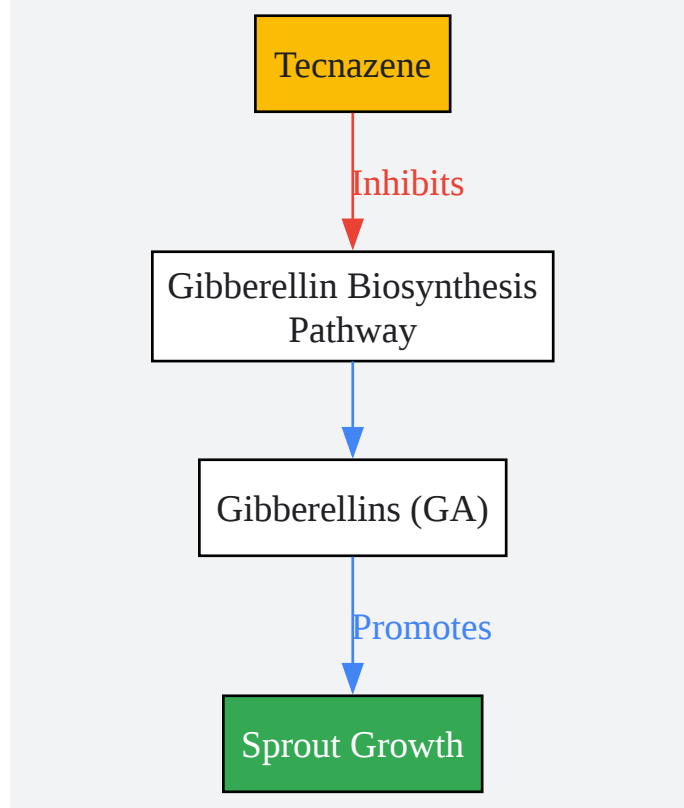 Tecnazene
Inhibits
Gibberellin Biosynthesis
Pathway
Gibberellins (GA)
Promotes
Sprout Growth